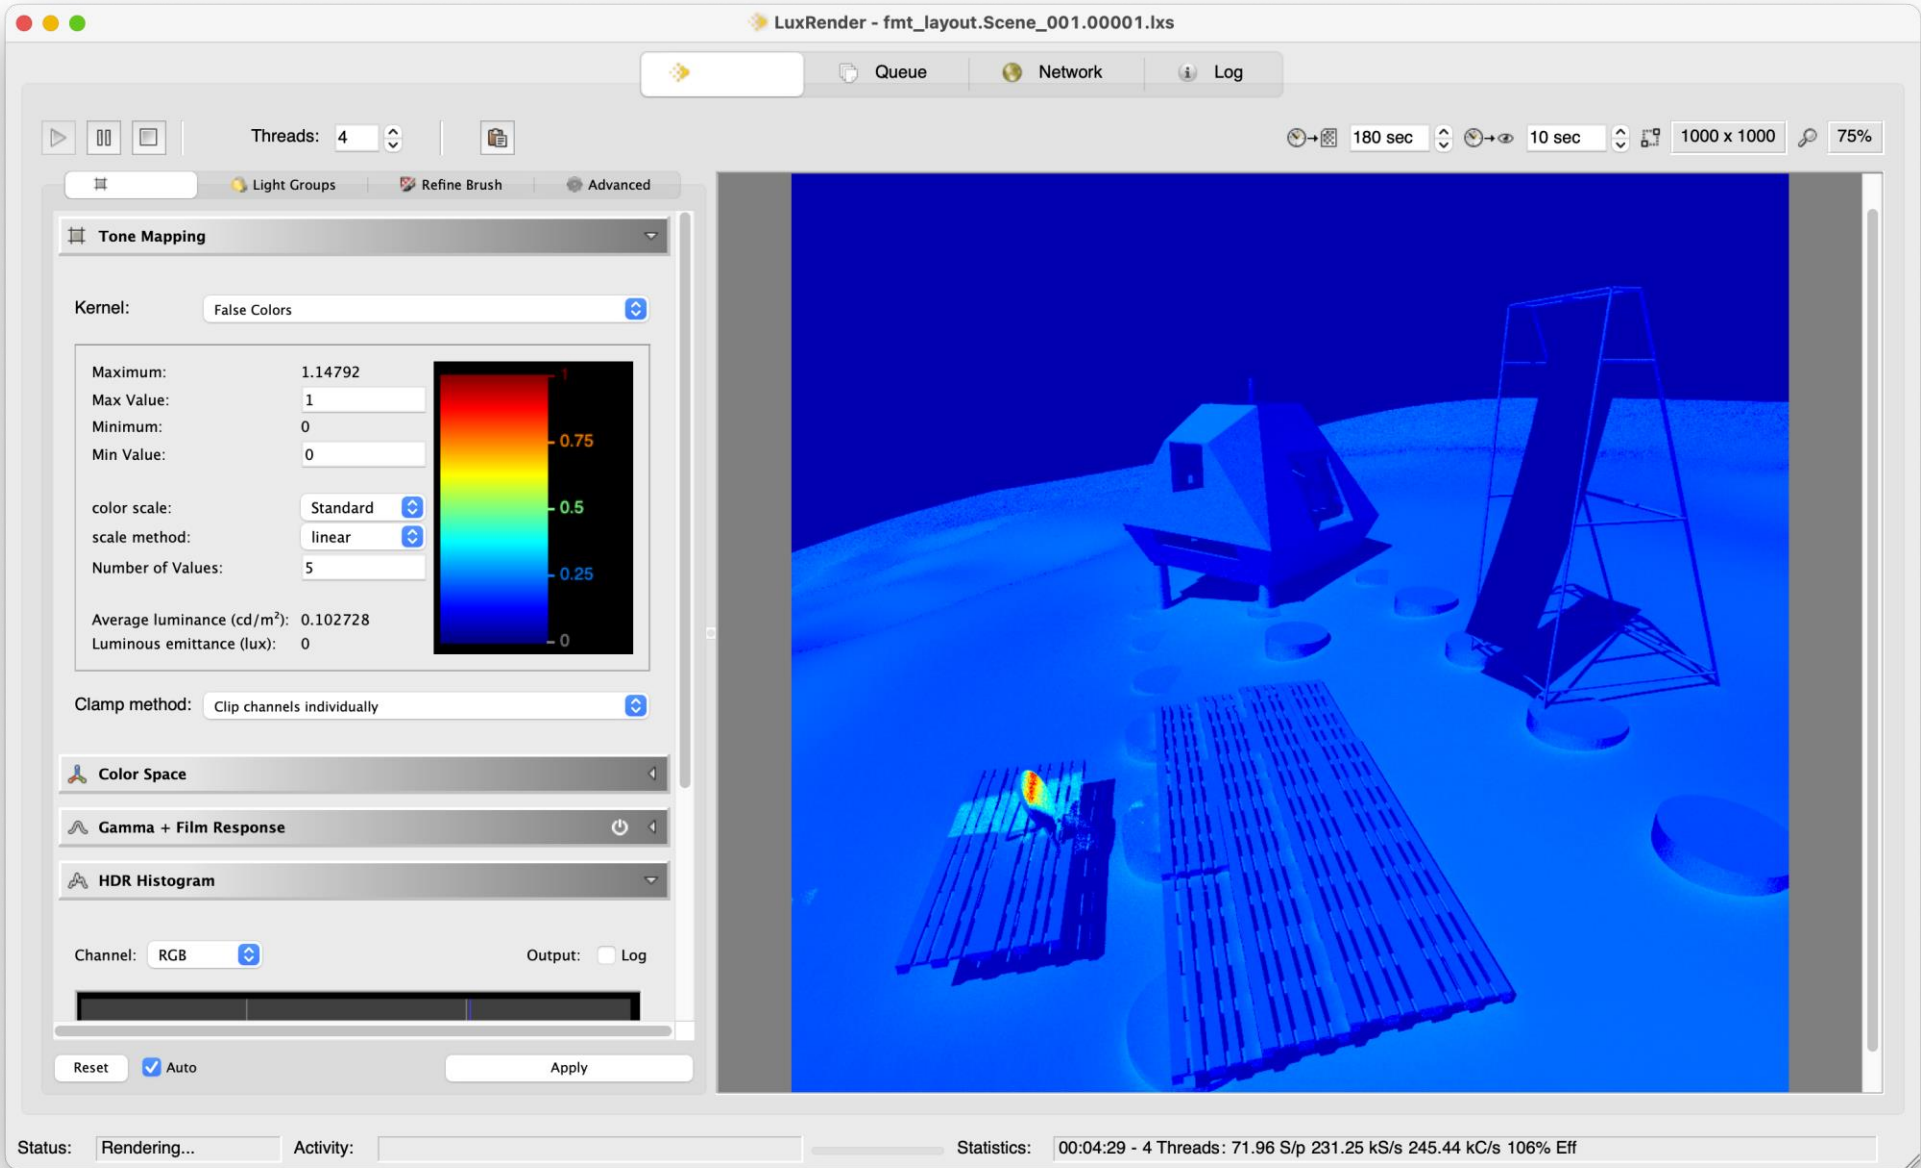 LuxRender - fmt_layout.Scene_001.00001.lxs
Queue Network Log
Threads: 4 180 sec 10 sec 1000 x 1000 75%
Light Groups Refine Brush Advanced
Tone Mapping
Kernel: False Colors
Maximum: 1.14792
Max Value: 1
Minimum: 0
Min Value: 0
color scale: Standard
scale method: linear
Number of Values: 5
Average luminance (cd/m²): 0.102728
Luminous emittance (lux): 0
1
0.75
0.5
0.25
0
Clamp method: Clip channels individually
Color Space
Gamma + Film Response
HDR Histogram
Channel: RGB Output: Log
Reset Auto Apply
Status: Rendering... Activity: Statistics: 00:04:29 - 4 Threads: 71.96 S/p 231.25 kS/s 245.44 kC/s 106% Eff